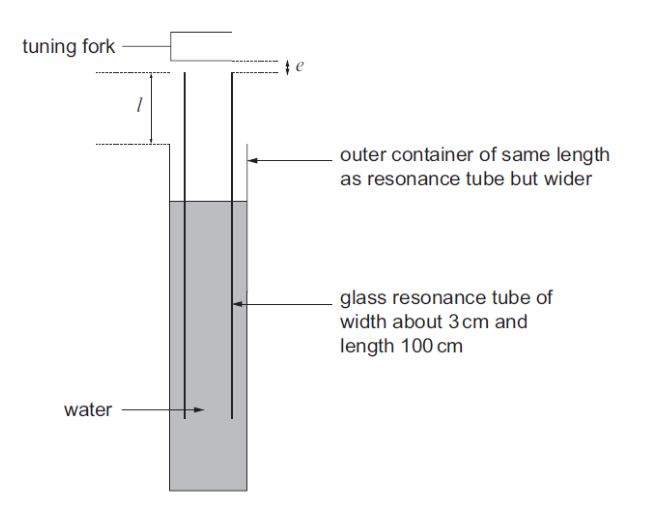 tuning fork
e
l
outer container of same length
as resonance tube but wider
glass resonance tube of
width about 3 cm and
length 100 cm
water